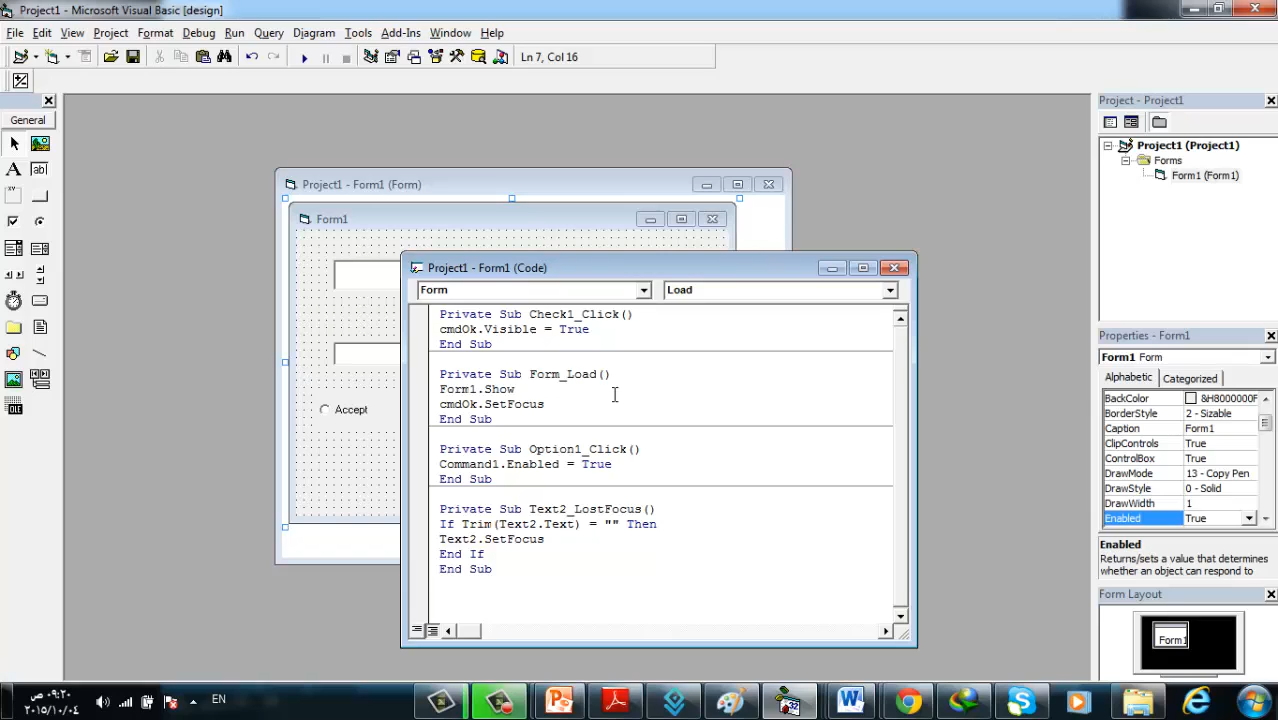 Project1 - Microsoft Visual Basic [design]
File Edit View Project Format Debug Run Query Diagram Tools Add-Ins Window Help
Ln 7, Col 16
General
Project1 - Form1 (Form)
Form1
Accept
Project1 - Form1 (Code)
Form Load
Private Sub Check1_Click()
cmdOk.Visible = True
End Sub
Private Sub Form_Load()
Form1.Show
cmdOk.SetFocus
End Sub
Private Sub Option1_Click()
Command1.Enabled = True
End Sub
Private Sub Text2_LostFocus()
If Trim(Text2.Text) = "" Then
Text2.SetFocus
End If
End Sub
Project - Project1
Project1 (Project1)
Forms
Form1 (Form1)
Properties - Form1
Form1 Form
Alphabetic Categorized
BackColor &H8000000F
BorderStyle 2 - Sizable
Caption Form1
ClipControls True
ControlBox True
DrawMode 13 - Copy Pen
DrawStyle 0 - Solid
DrawWidth 1
Enabled True
Enabled
Returns/sets a value that determines
whether an object can respond to
Form Layout
Form1
٠٩:٢٠ ص
٢٠١٥/١٠/٠٤
EN